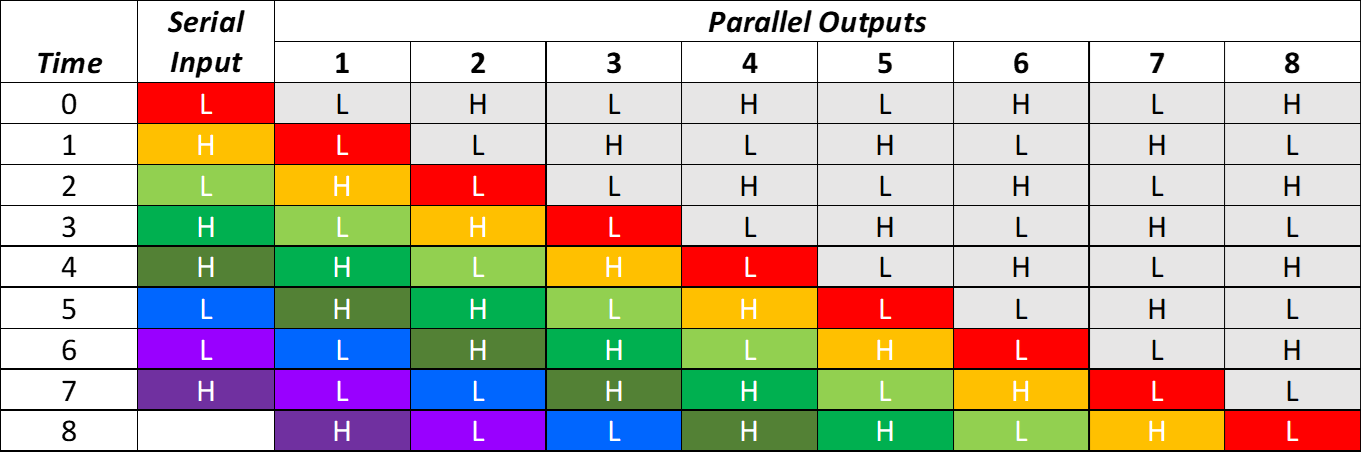 Serial Parallel Outputs
Time Input 1 2 3 4 5 6 7 8
0 L L H L H L H L H
1 H L L H L H L H L
2 L H L L H L H L H
3 H L H L L H L H L
4 H H L H L L H L H
5 L H H L H L L H L
6 L L H H L H L L H
7 H L L H H L H L L
8 H L L H H L H L